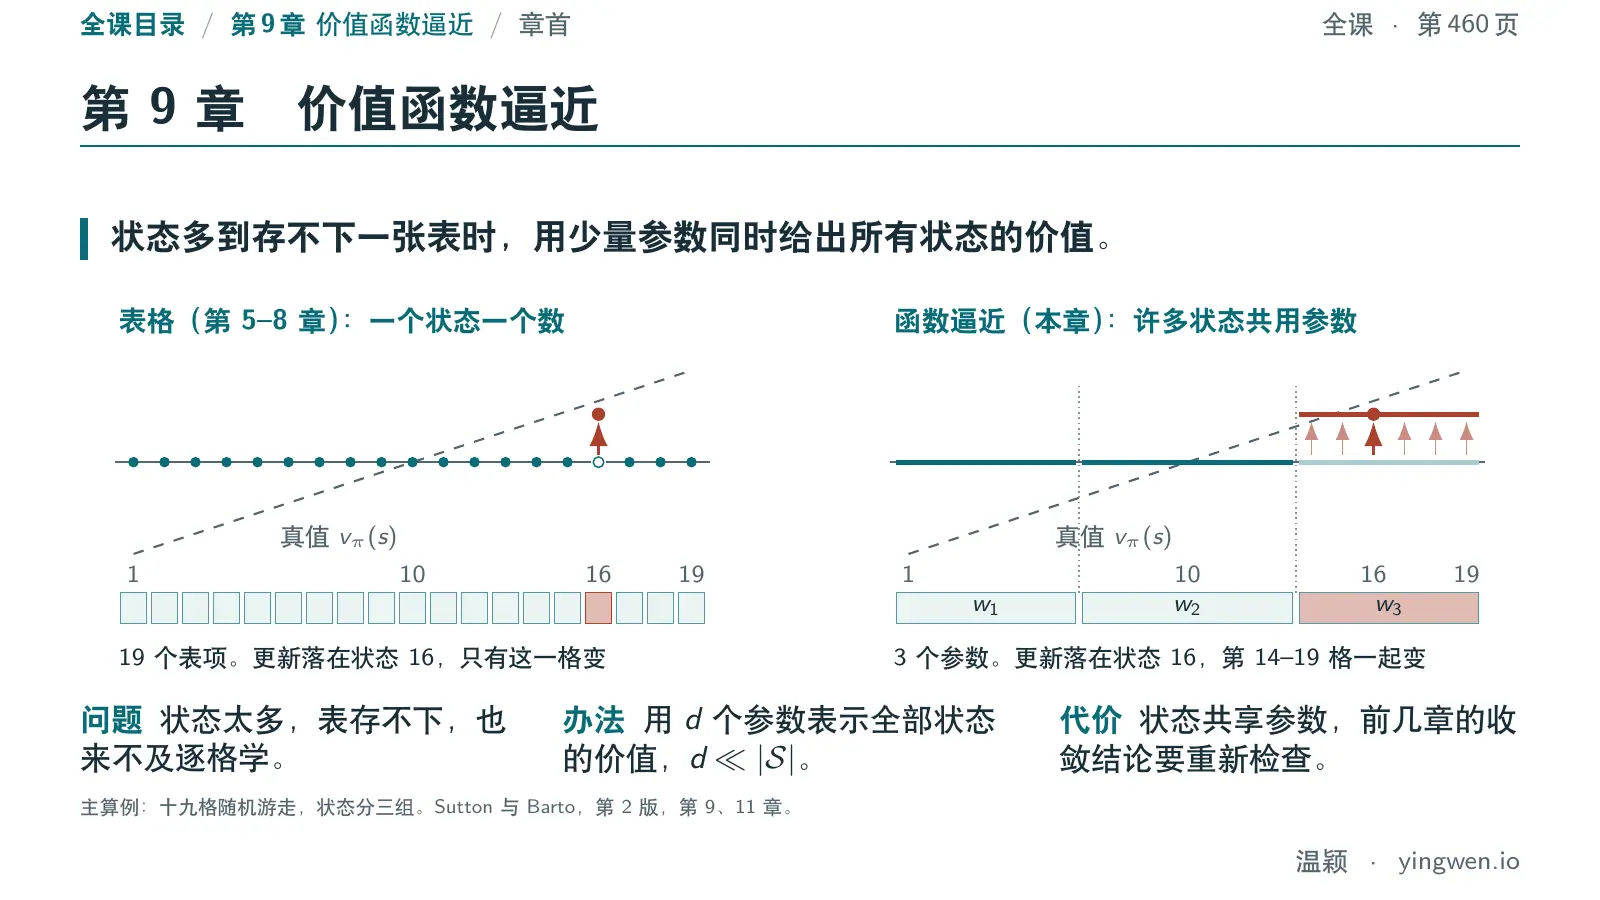 全课目录 / 第 9 章 价值函数逼近 / 章首
全课 · 第 460 页
第 9 章 价值函数逼近
状态多到存不下一张表时，用少量参数同时给出所有状态的价值。
表格（第 5–8 章）：一个状态一个数
真值 vπ(s)
1 10 16 19
19 个表项。更新落在状态 16，只有这一格变
函数逼近（本章）：许多状态共用参数
真值 vπ(s)
1 10 16 19
w₁ w₂ w₃
3 个参数。更新落在状态 16，第 14–19 格一起变
问题 状态太多，表存不下，也
来不及逐格学。
办法 用 d 个参数表示全部状态
的价值，d ≪ |𝒮|。
代价 状态共享参数，前几章的收
敛结论要重新检查。
主算例：十九格随机游走，状态分三组。Sutton 与 Barto，第 2 版，第 9、11 章。
温颖 · yingwen.io